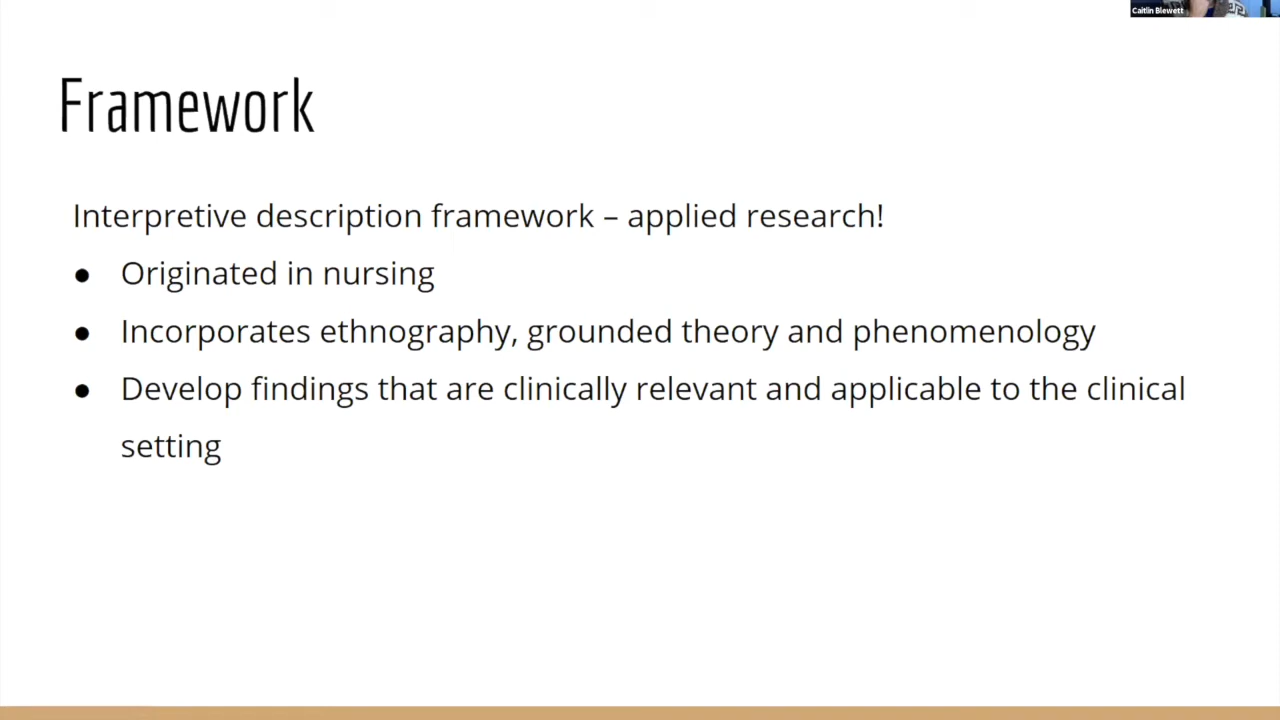 Caitlin Blewett
Framework
Interpretive description framework – applied research!
● Originated in nursing
● Incorporates ethnography, grounded theory and phenomenology
● Develop findings that are clinically relevant and applicable to the clinical
setting